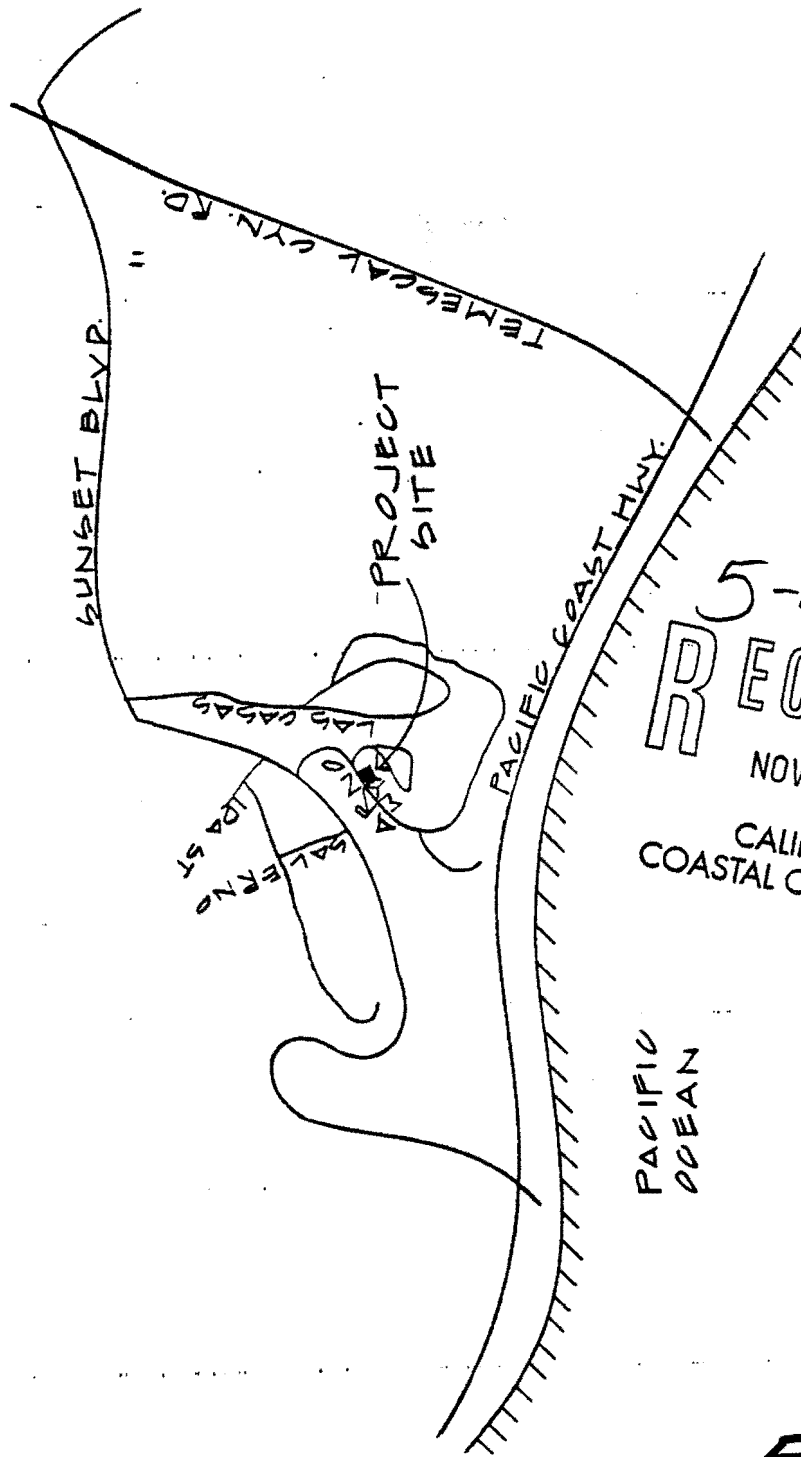 SUNSET BLVD.
TEMESCAL CYN. RD.
PROJECT
SITE
LAS CASAS
IDA ST
SALERNO
PACIFIC COAST HWY.
PACIFIC
OCEAN
5-
REC
NOV
CALI
COASTAL C